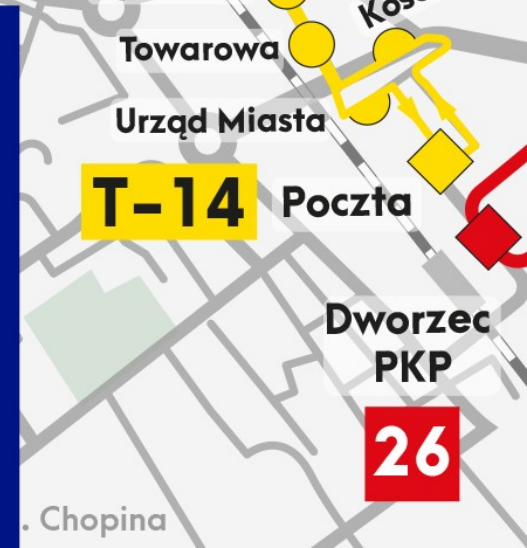 Towarowa
Urząd Miasta
T-14 Poczta
Dworzec
PKP
26
. Chopina